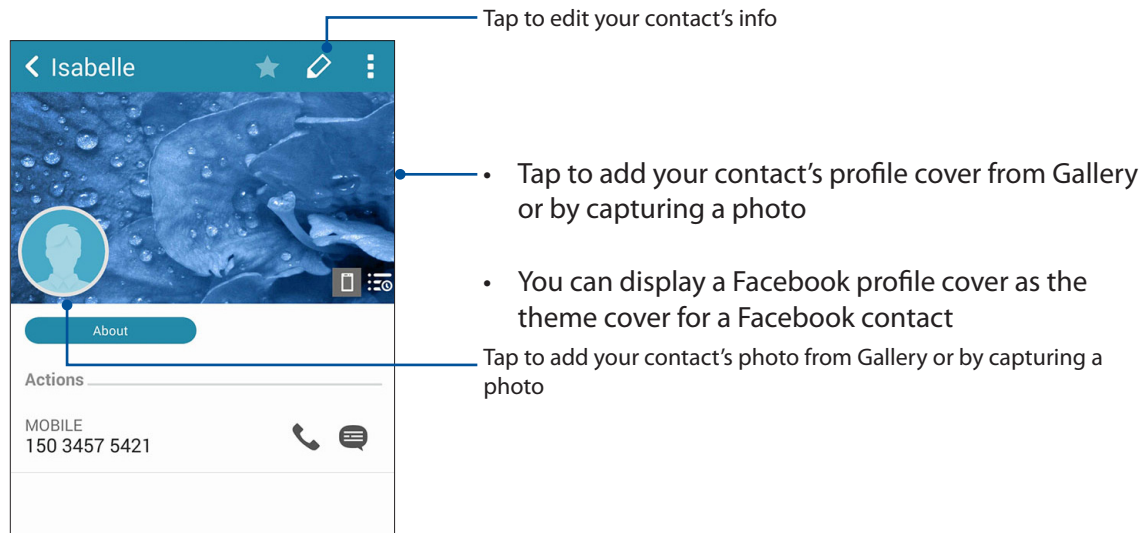 Tap to edit your contact’s info
Isabelle
• Tap to add your contact’s profile cover from Gallery
or by capturing a photo
• You can display a Facebook profile cover as the
theme cover for a Facebook contact
About
Tap to add your contact’s photo from Gallery or by capturing a
photo
Actions
MOBILE
150 3457 5421